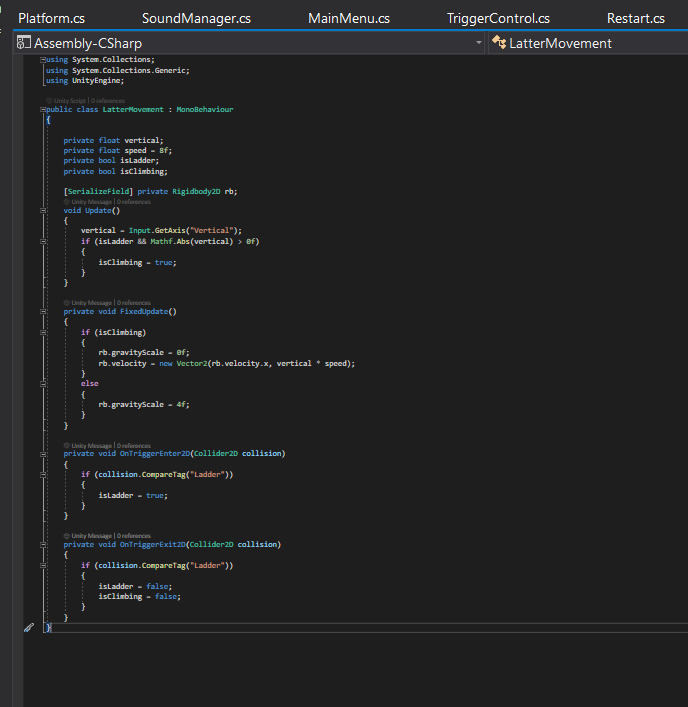 Platform.cs SoundManager.cs MainMenu.cs TriggerControl.cs Restart.cs
Assembly-CSharp LatterMovement
using System.Collections;
using System.Collections.Generic;
using UnityEngine;
Unity Script | 0 references
public class LatterMovement : MonoBehaviour
{
private float vertical;
private float speed = 8f;
private bool isLadder;
private bool isClimbing;
[SerializeField] private Rigidbody2D rb;
Unity Message | 0 references
void Update()
{
vertical = Input.GetAxis("Vertical");
if (isLadder && Mathf.Abs(vertical) > 0f)
{
isClimbing = true;
}
}
Unity Message | 0 references
private void FixedUpdate()
{
if (isClimbing)
{
rb.gravityScale = 0f;
rb.velocity = new Vector2(rb.velocity.x, vertical * speed);
}
else
{
rb.gravityScale = 4f;
}
}
Unity Message | 0 references
private void OnTriggerEnter2D(Collider2D collision)
{
if (collision.CompareTag("Ladder"))
{
isLadder = true;
}
}
Unity Message | 0 references
private void OnTriggerExit2D(Collider2D collision)
{
if (collision.CompareTag("Ladder"))
{
isLadder = false;
isClimbing = false;
}
}
}